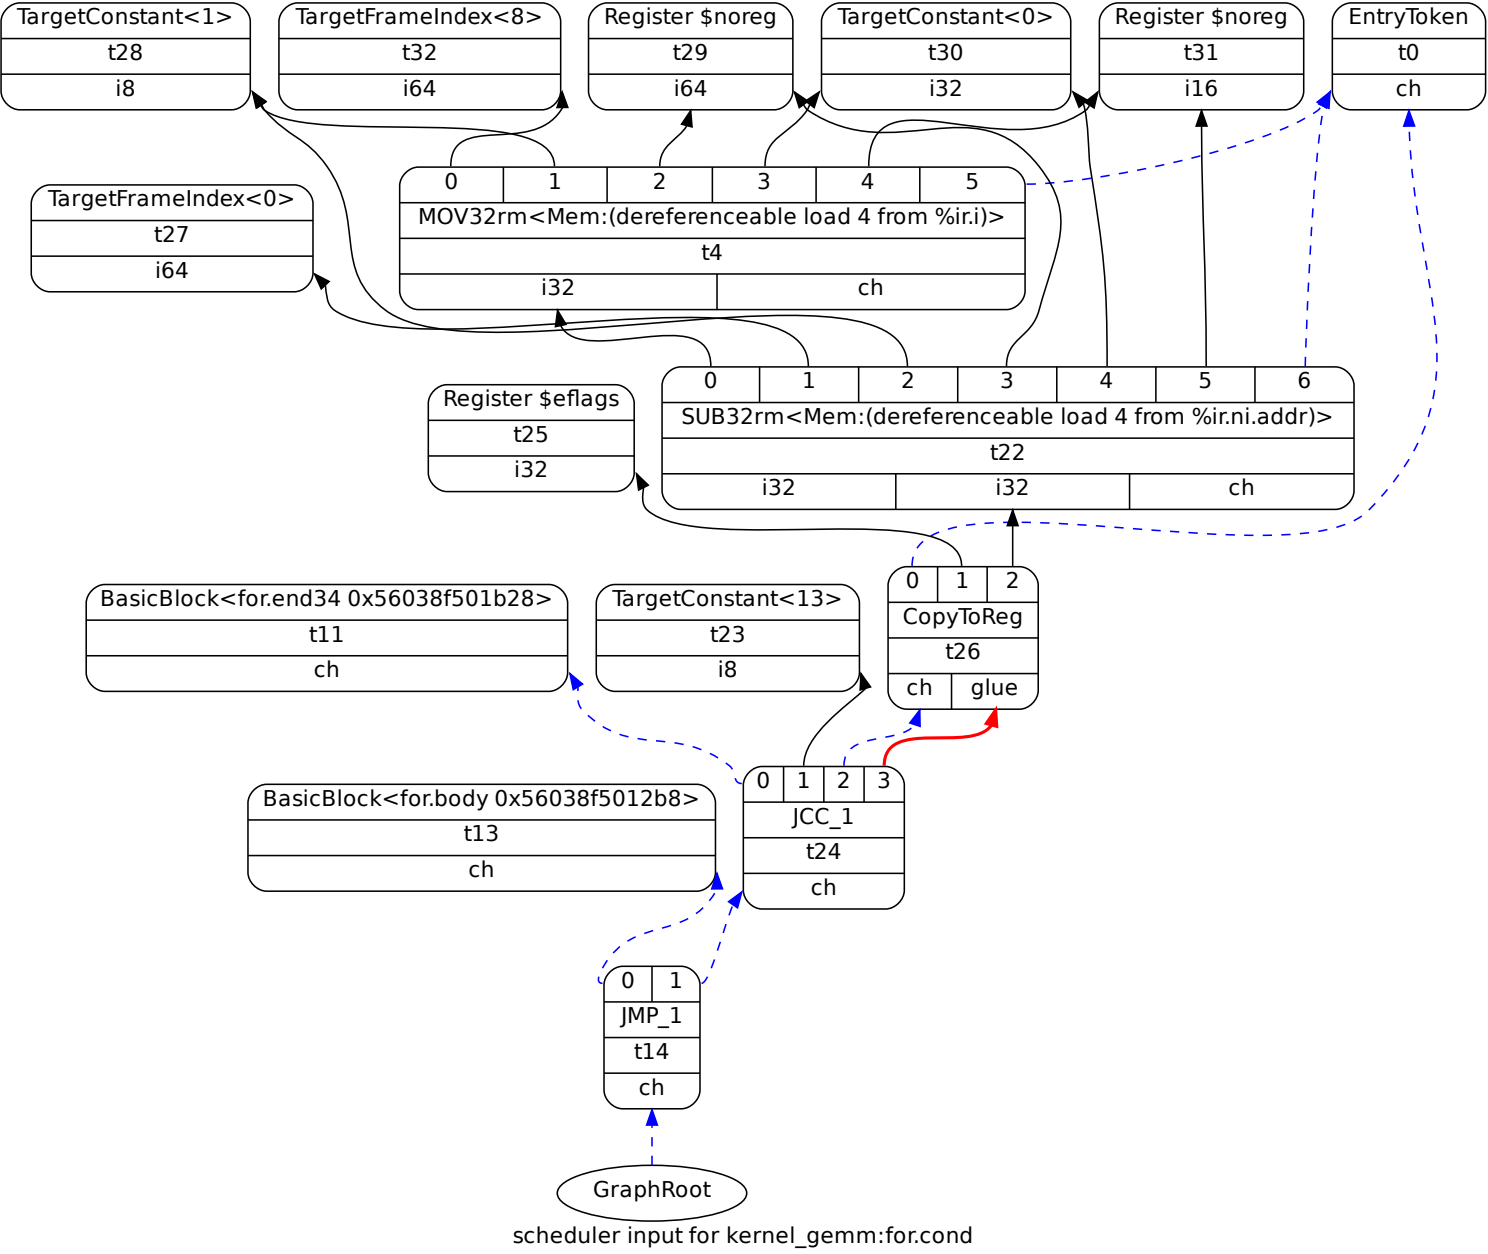 TargetConstant<1>
t28
i8
TargetFrameIndex<8>
t32
i64
Register $noreg
t29
i64
TargetConstant<0>
t30
i32
Register $noreg
t31
i16
EntryToken
t0
ch
TargetFrameIndex<0>
t27
i64
0 1 2 3 4 5
MOV32rm<Mem:(dereferenceable load 4 from %ir.i)>
t4
i32 ch
Register $eflags
t25
i32
0 1 2 3 4 5 6
SUB32rm<Mem:(dereferenceable load 4 from %ir.ni.addr)>
t22
i32 i32 ch
BasicBlock<for.end34 0x56038f501b28>
t11
ch
TargetConstant<13>
t23
i8
0 1 2
CopyToReg
t26
ch glue
BasicBlock<for.body 0x56038f5012b8>
t13
ch
0 1 2 3
JCC_1
t24
ch
0 1
JMP_1
t14
ch
GraphRoot
scheduler input for kernel_gemm:for.cond